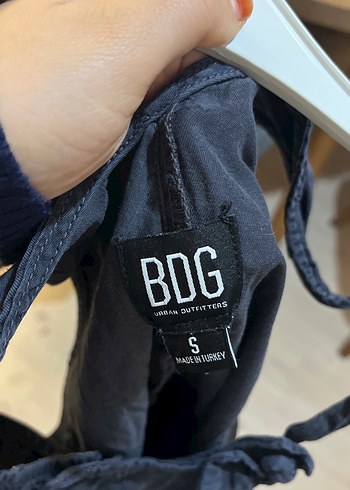 BDG
URBAN OUTFITTERS
S
MADE IN TURKEY